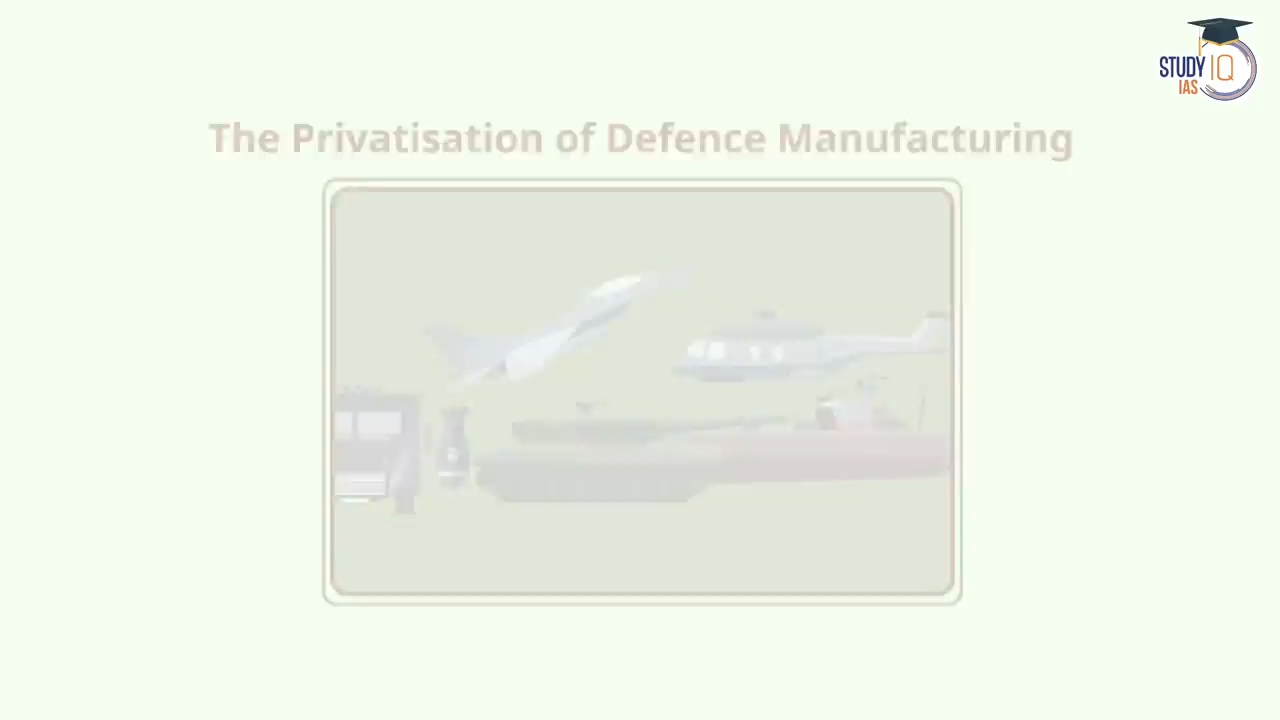 STUDY IQ
IAS
The Privatisation of Defence Manufacturing